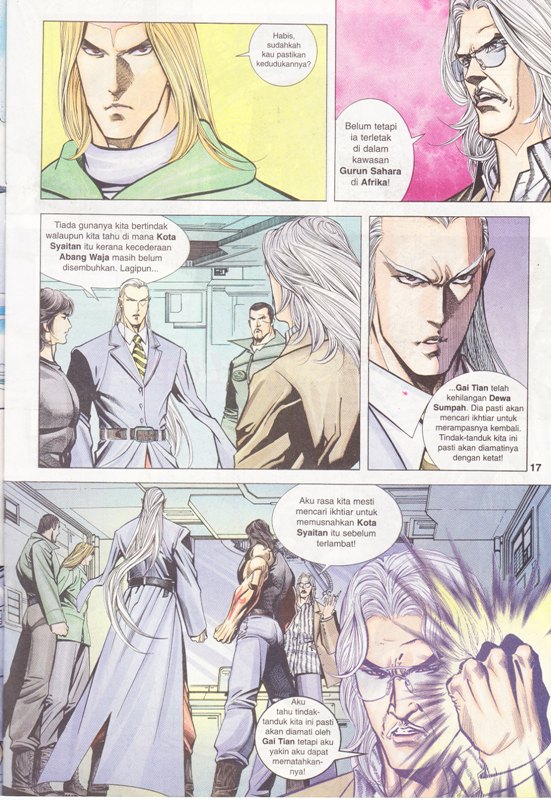 Habis,
sudahkah
kau pastikan
kedudukannya?
Belum tetapi
ia terletak
di dalam
kawasan
Gurun Sahara
di Afrika!
Tiada gunanya kita bertindak
walaupun kita tahu di mana Kota
Syaitan itu kerana kecederaan
Abang Waja masih belum
disembuhkan. Lagipun...
...Gai Tian telah
kehilangan Dewa
Sumpah. Dia pasti akan
mencari ikhtiar untuk
merampasnya kembali.
Tindak-tanduk kita ini
pasti akan diamatinya
dengan ketat!
17
Aku rasa kita mesti
mencari ikhtiar untuk
memusnahkan Kota
Syaitan itu sebelum
terlambat!
Aku
tahu tindak-
tanduk kita ini pasti
akan diamati oleh
Gai Tian tetapi aku
yakin aku dapat
mematahkan-
nya!